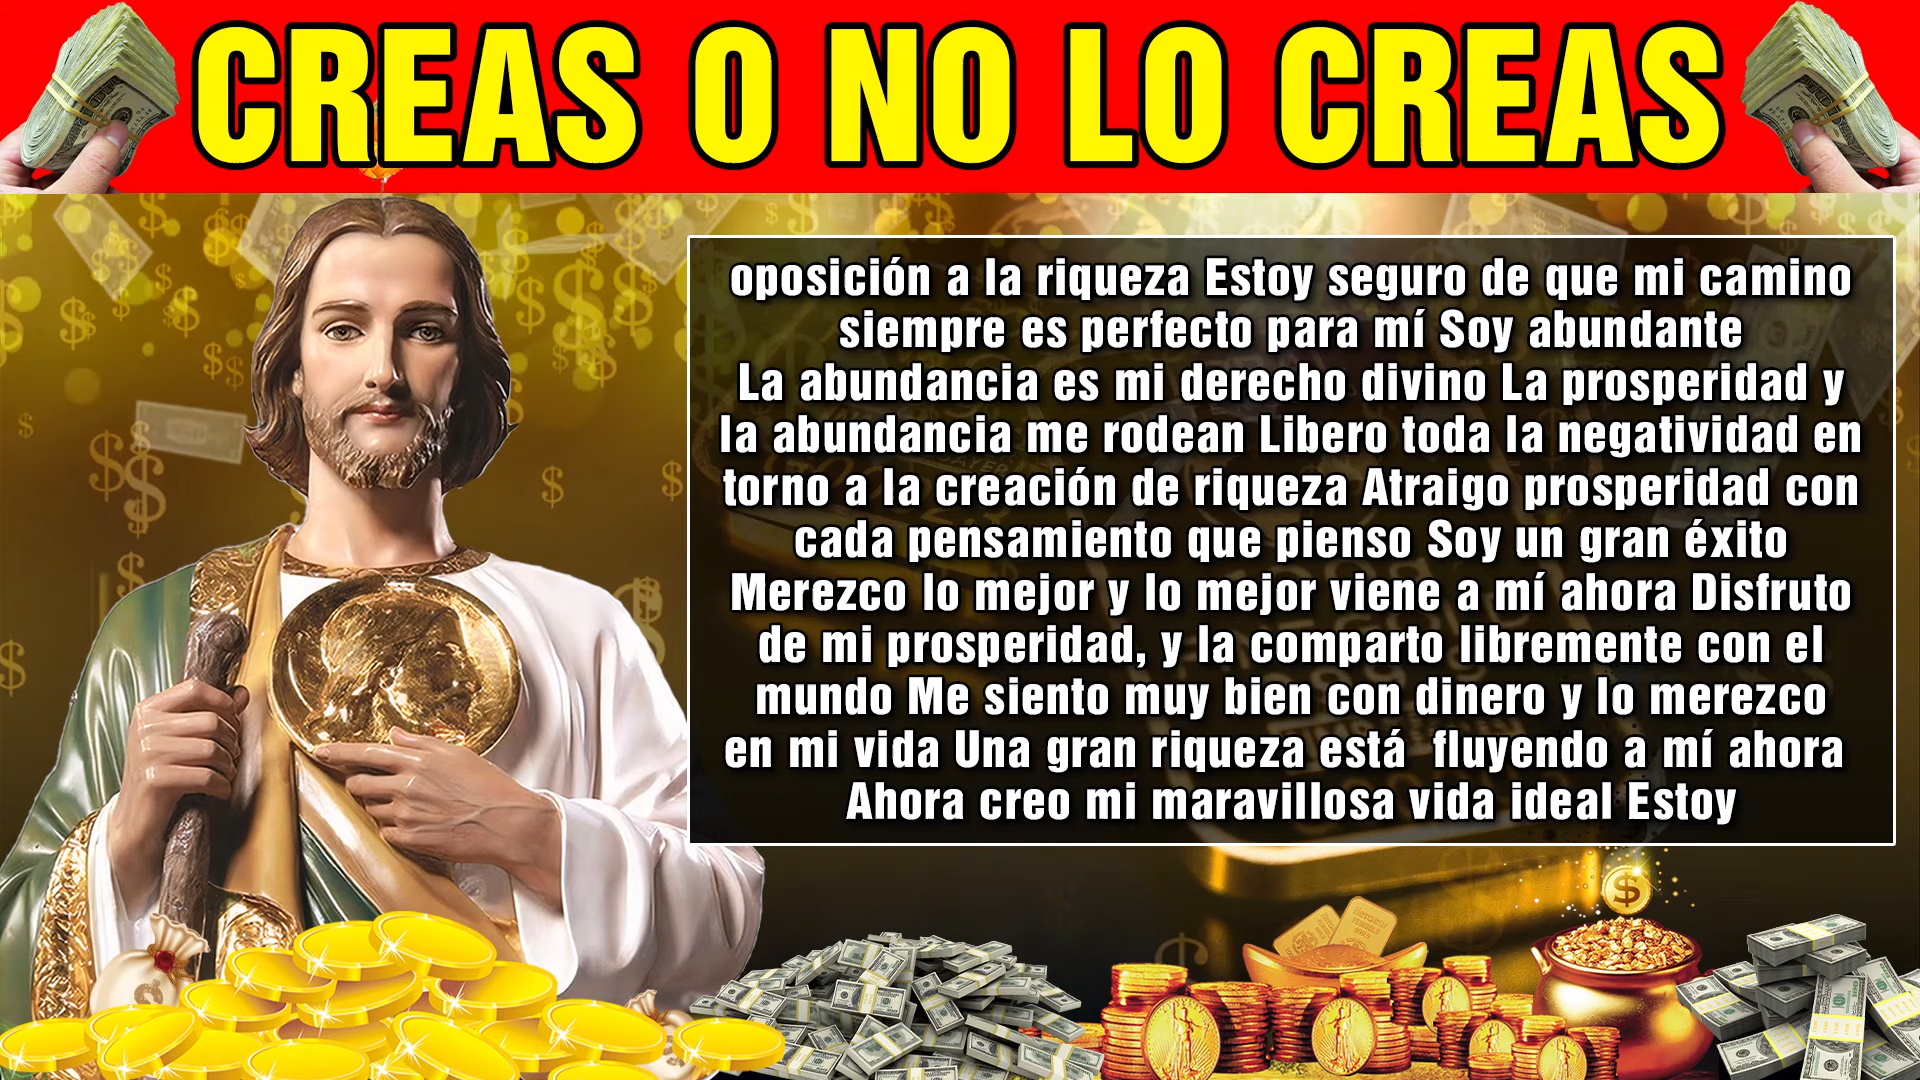 CREAS O NO LO CREAS
oposición a la riqueza Estoy seguro de que mi camino
siempre es perfecto para mí Soy abundante
La abundancia es mi derecho divino La prosperidad y
la abundancia me rodean Libero toda la negatividad en
torno a la creación de riqueza Atraigo prosperidad con
cada pensamiento que pienso Soy un gran éxito
Merezco lo mejor y lo mejor viene a mí ahora Disfruto
de mi prosperidad, y la comparto libremente con el
mundo Me siento muy bien con dinero y lo merezco
en mi vida Una gran riqueza está  fluyendo a mí ahora
Ahora creo mi maravillosa vida ideal Estoy